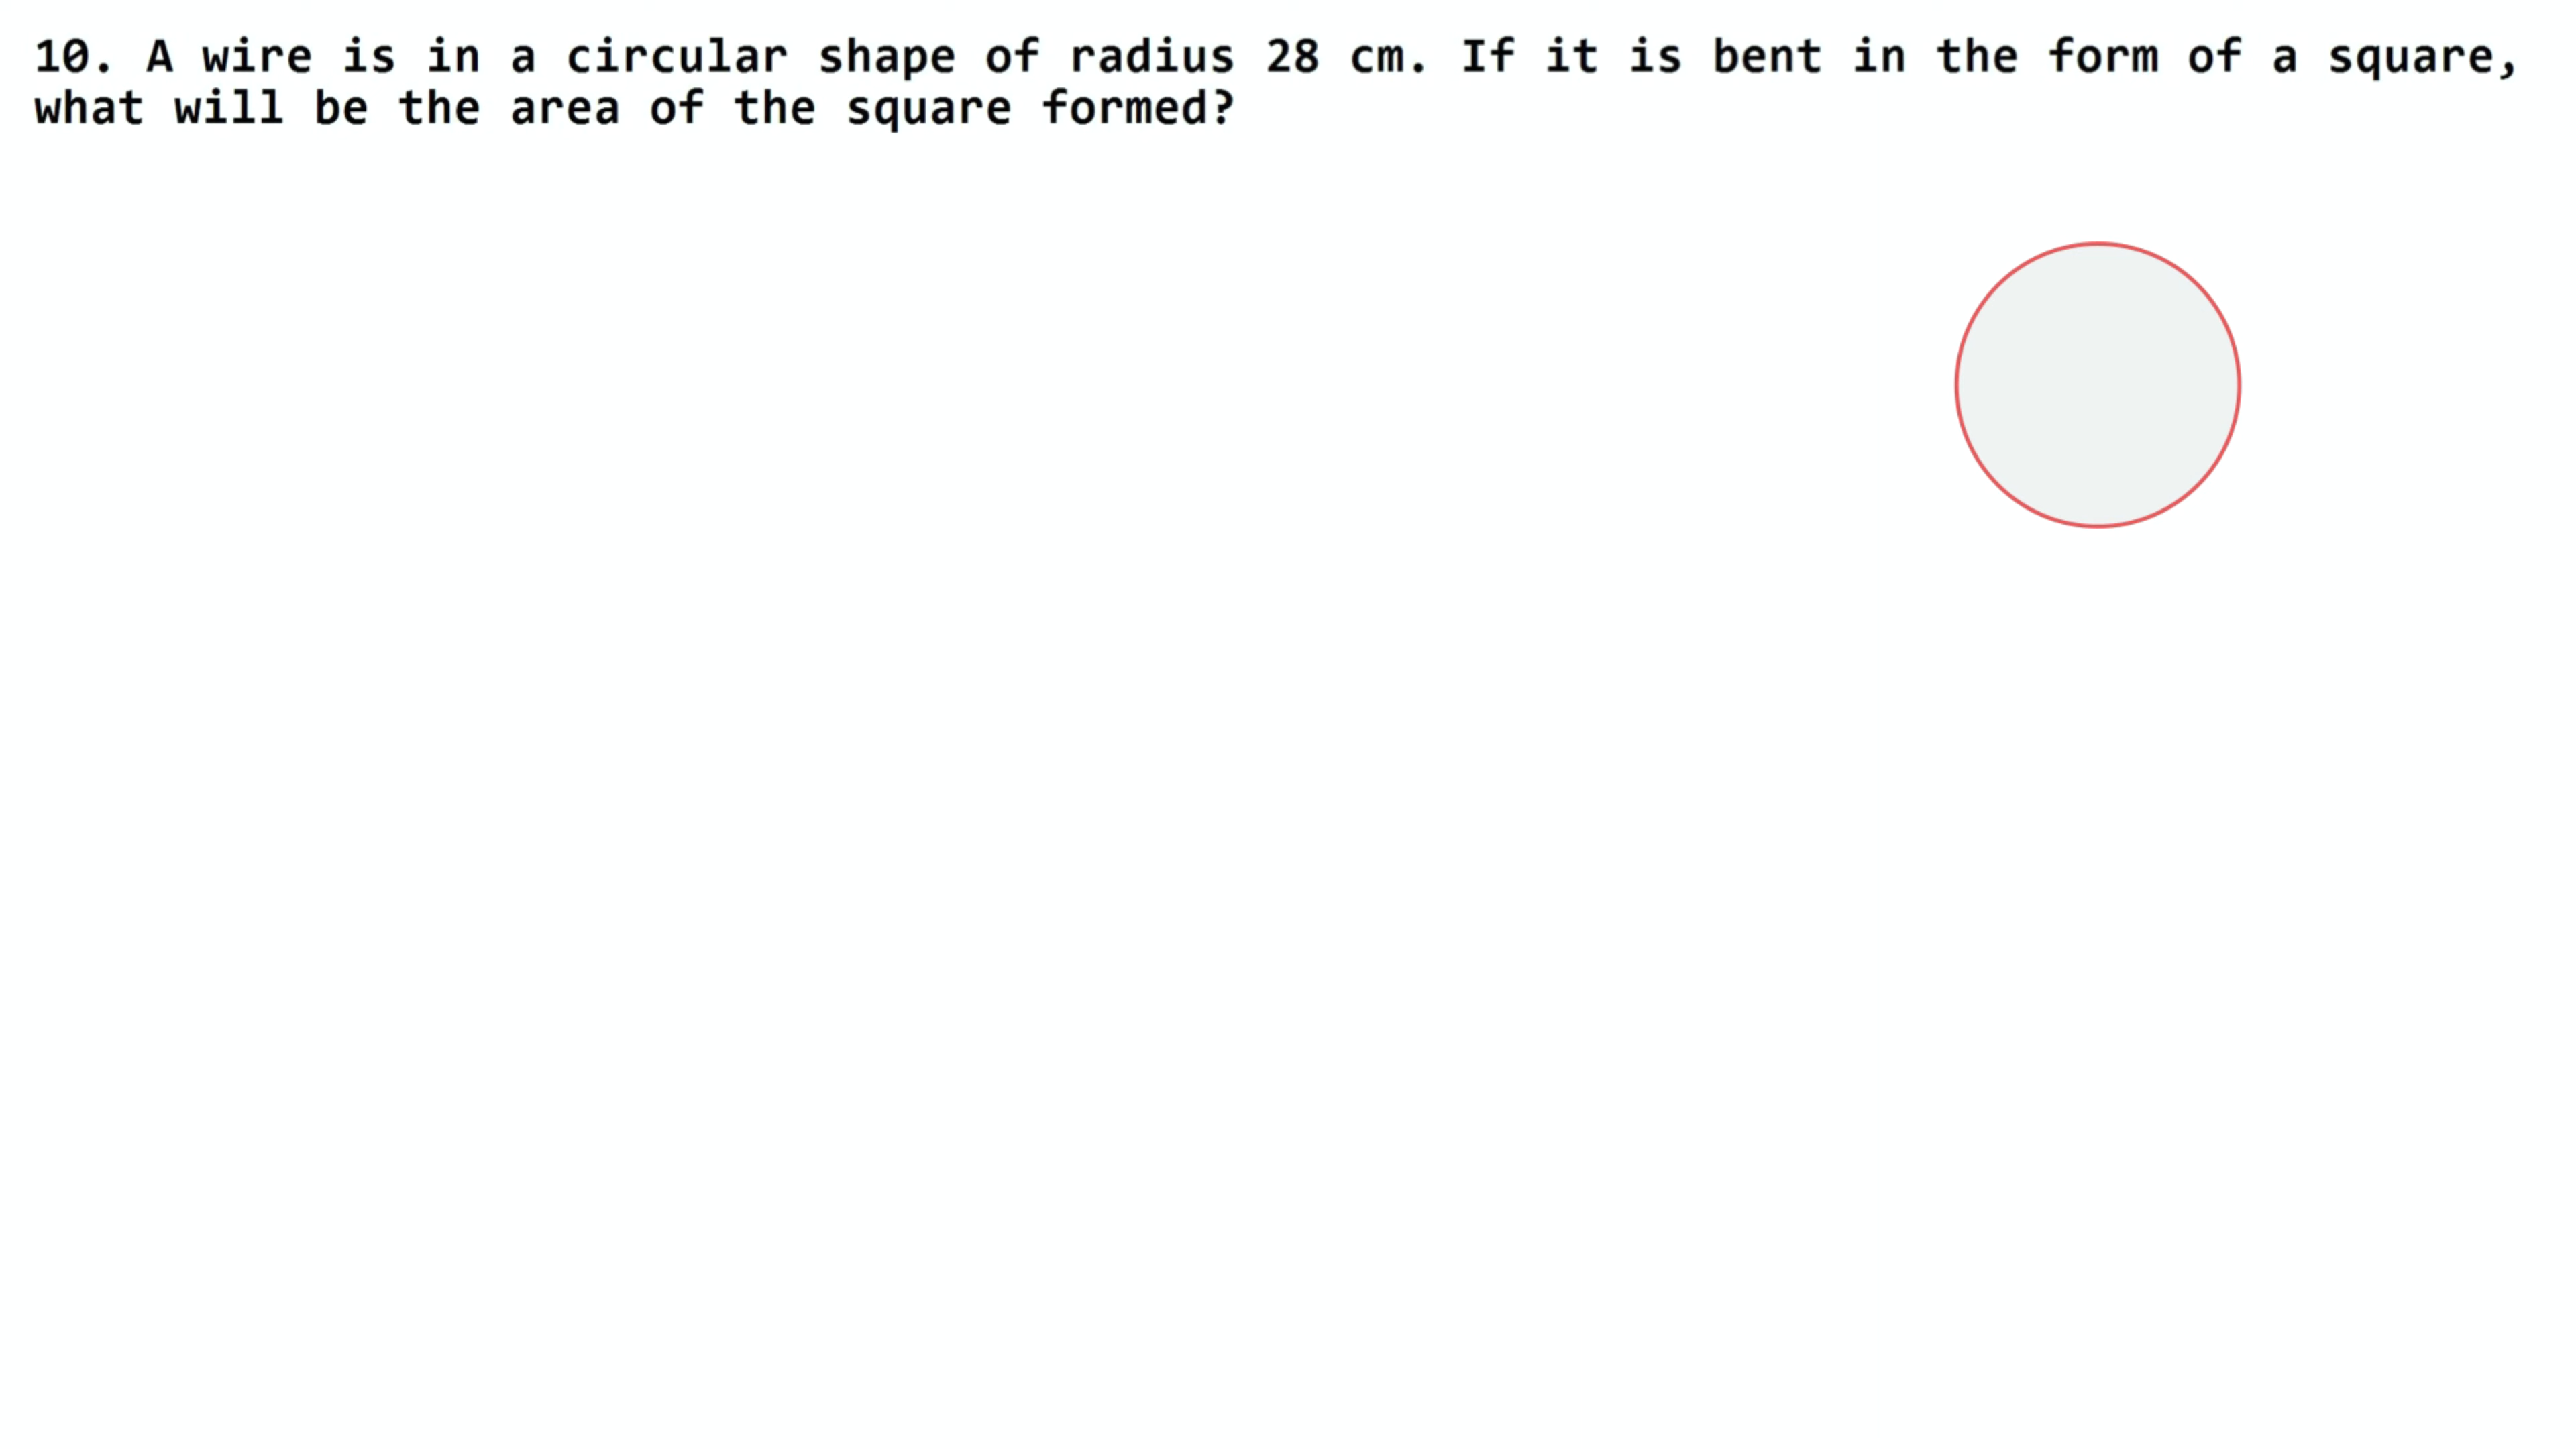 10. A wire is in a circular shape of radius 28 cm. If it is bent in the form of a square,
what will be the area of the square formed?